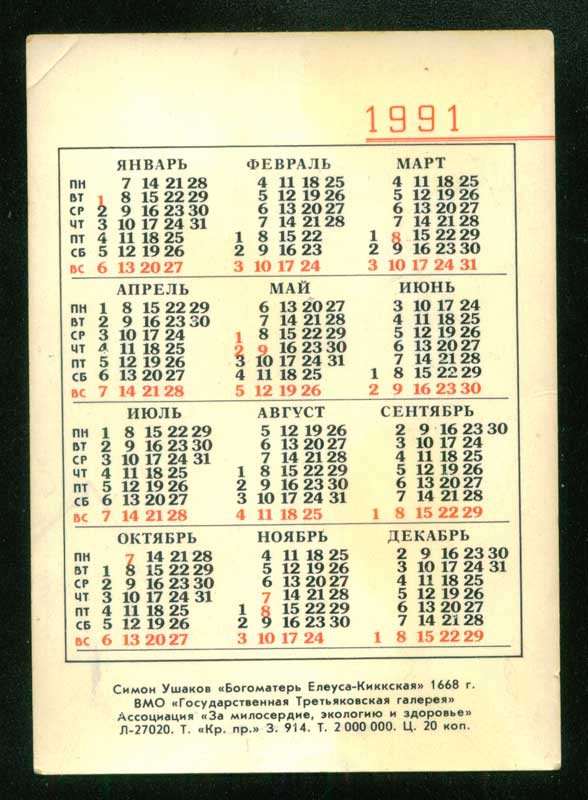 1991
ЯНВАРЬ ФЕВРАЛЬ МАРТ
ПН 7 14 21 28 4 11 18 25 4 11 18 25
ВТ 1 8 15 22 29 5 12 19 26 5 12 19 26
СР 2 9 16 23 30 6 13 20 27 6 13 20 27
ЧТ 3 10 17 24 31 7 14 21 28 7 14 21 28
ПТ 4 11 18 25 1 8 15 22 1 8 15 22 29
СБ 5 12 19 26 2 9 16 23 2 9 16 23 30
ВС 6 13 20 27 3 10 17 24 3 10 17 24 31
АПРЕЛЬ МАЙ ИЮНЬ
ПН 1 8 15 22 29 6 13 20 27 3 10 17 24
ВТ 2 9 16 23 30 7 14 21 28 4 11 18 25
СР 3 10 17 24 1 8 15 22 29 5 12 19 26
ЧТ 4 11 18 25 2 9 16 23 30 6 13 20 27
ПТ 5 12 19 26 3 10 17 24 31 7 14 21 28
СБ 6 13 20 27 4 11 18 25 1 8 15 22 29
ВС 7 14 21 28 5 12 19 26 2 9 16 23 30
ИЮЛЬ АВГУСТ СЕНТЯБРЬ
ПН 1 8 15 22 29 5 12 19 26 2 9 16 23 30
ВТ 2 9 16 23 30 6 13 20 27 3 10 17 24
СР 3 10 17 24 31 7 14 21 28 4 11 18 25
ЧТ 4 11 18 25 1 8 15 22 29 5 12 19 26
ПТ 5 12 19 26 2 9 16 23 30 6 13 20 27
СБ 6 13 20 27 3 10 17 24 31 7 14 21 28
ВС 7 14 21 28 4 11 18 25 1 8 15 22 29
ОКТЯБРЬ НОЯБРЬ ДЕКАБРЬ
ПН 7 14 21 28 4 11 18 25 2 9 16 23 30
ВТ 1 8 15 22 29 5 12 19 26 3 10 17 24 31
СР 2 9 16 23 30 6 13 20 27 4 11 18 25
ЧТ 3 10 17 24 31 7 14 21 28 5 12 19 26
ПТ 4 11 18 25 1 8 15 22 29 6 13 20 27
СБ 5 12 19 26 2 9 16 23 30 7 14 21 28
ВС 6 13 20 27 3 10 17 24 1 8 15 22 29
Симон Ушаков «Богоматерь Елеуса-Киккская» 1668 г.
ВМО «Государственная Третьяковская галерея»
Ассоциация «За милосердие, экологию и здоровье»
Л-27020. Т. «Кр. пр.» З. 914. Т. 2 000 000. Ц. 20 коп.